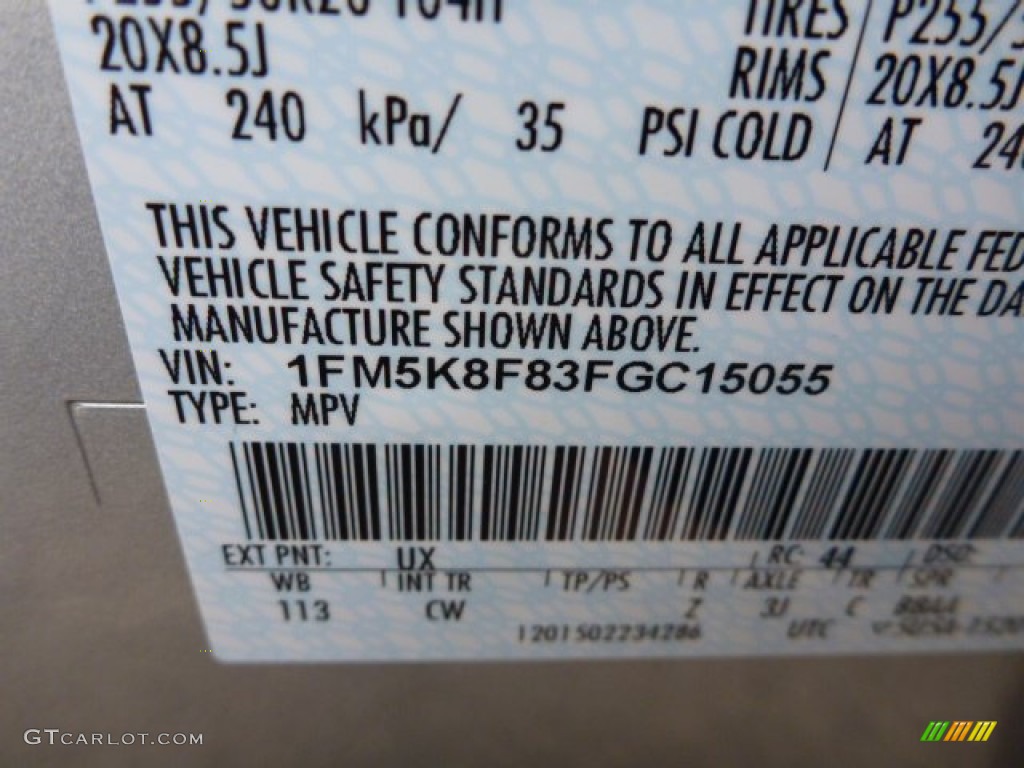 20X8.5J
AT 240 kPa/ 35 PSI COLD
TIRES P255/
RIMS 20X8.5J
AT 24
THIS VEHICLE CONFORMS TO ALL APPLICABLE FED
VEHICLE SAFETY STANDARDS IN EFFECT ON THE DA
MANUFACTURE SHOWN ABOVE.
VIN: 1FM5K8F83FGC15055
TYPE: MPV
EXT PNT: UX RC: 44 DSO:
WB INT TR TP/PS R AXLE TR SPR
113 CW Z 3J C 8844
1201502234286 UTC
GTcarlot.com